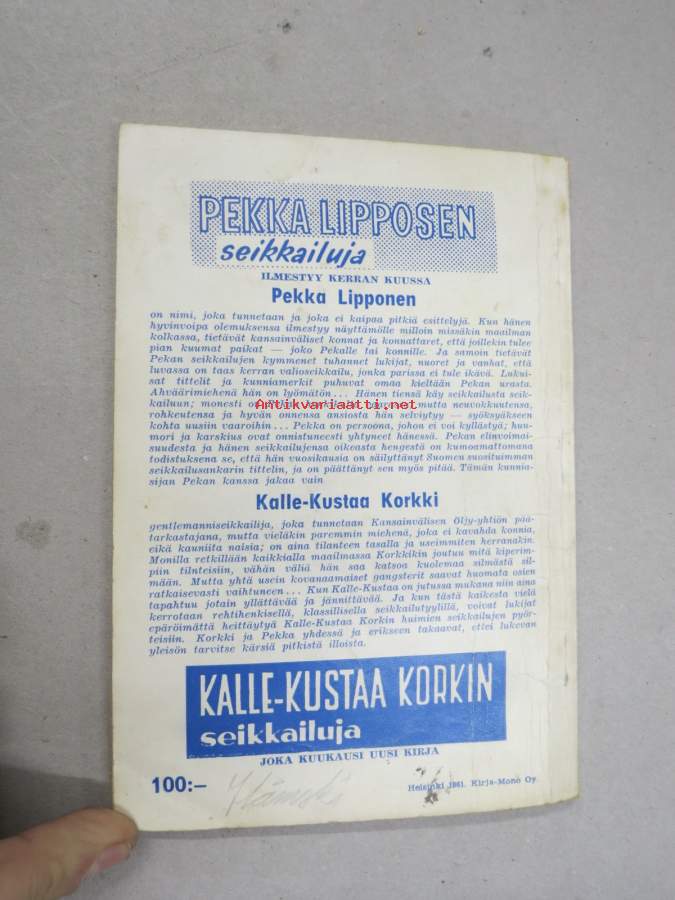 PEKKA LIPPOSEN
seikkailuja
ILMESTYY KERRAN KUUSSA
Pekka Lipponen
on nimi, joka tunnetaan ja joka ei kaipaa pitkiä esittelyjä. Kun hänen
hyvinvoipa olemuksensa ilmestyy näyttämölle milloin missäkin maailman
kolkassa, tietävät kansainväliset konnat ja konnattaret, että joillekin tulee
pian kuumat paikat — joko Pekalle tai konnille. Ja samoin tietävät
Pekan seikkailujen kymmenet tuhannet lukijat, nuoret ja vanhat, että
luvassa on taas kerran valioseikkailu, jonka parissa ei tule ikävä. Lukui-
sat tittelit ja kunniamerkit puhuvat omaa kieltään Pekan urasta.
Ahväärimiehenä hän on lyömätön... Hänen tiensä käy seikkailusta seik-
kailuun; monesti on mutta neuvokkuutensa,
Antikvariaatti.net
rohkeutensa ja hyvän onnensa ansiosta hän selviytyy — syöksyäkseen
kohta uusiin vaaroihin... Pekka on persoona, johon ei voi kyllästyä; huu-
mori ja karskius ovat onnistuneesti yhtyneet hänessä. Pekan elinvoimai-
suudesta ja hänen seikkailujensa oikeasta hengestä on kumoamattomana
todistuksena se, että hän vuosikausia on säilyttänyt Suomen suosituimman
seikkailusankarin tittelin, ja on päättänyt sen myös pitää. Tämän kunnia-
sijan Pekan kanssa jakaa vain
Kalle-Kustaa Korkki
gentlemanniseikkailija, joka tunnetaan Kansainvälisen Öljy-yhtiön pää-
tarkastajana, mutta vieläkin paremmin miehenä, joka ei kavahda konnia,
eikä kauniita naisia; on aina tilanteen tasalla ja useimmiten herranakin.
Monilla retkillään kaikkialla maailmassa Korkkikin joutuu mitä kiperim-
piin tilnteisiin, vähän väliä hän saa katsoa kuolemaa silmästä sil-
mään. Mutta yhtä usein kovanaamaiset gangsterit saavat huomata osien
ratkaisevasti vaihtuneen... Kun Kalle-Kustaa on jutussa mukana niin aina
tapahtuu jotain yllättävää ja jännittävää. Ja kun tästä kaikesta vielä
kerrotaan rehtihenkisellä, klassillisella seikkailutyylillä, voivat lukijat
epäröimättä heittäytyä Kalle-Kustaa Korkin huimien seikkailujen pyör-
teisiin. Korkki ja Pekka yhdessä ja erikseen takaavat, ettei lukevan
yleisön tarvitse kärsiä pitkistä illoista.
KALLE-KUSTAA KORKIN
seikkailuja
JOKA KUUKAUSI UUSI KIRJA
100:—
Helsinki 1961. Kirja-Mono Oy